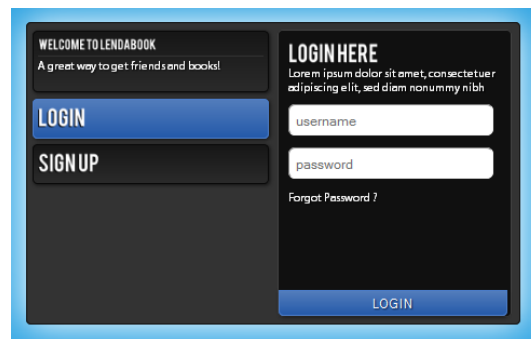 WELCOME TO LENDABOOK
A great way to get friends and books!
LOGIN
SIGN UP
LOGIN HERE
Lorem ipsum dolor sit amet, consectetuer
adipiscing elit, sed diam nonummy nibh
username
password
Forgot Password ?
LOGIN